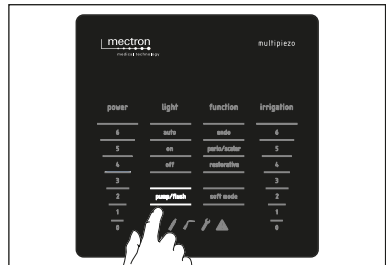 mectron
medical technology
multipiezo
power light function irrigation
6 auto endo 6
5 on perio/scaler 5
4 off restorative 4
3 3
2 pump/flush soft mode 2
1 1
0 0